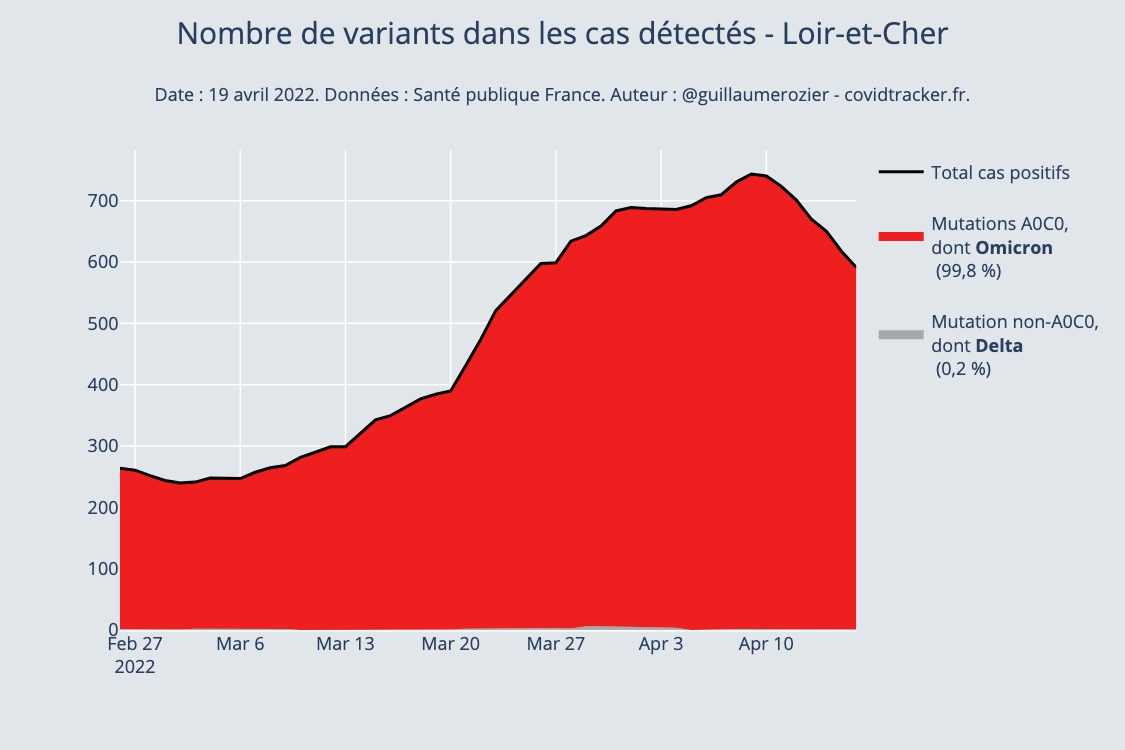 Nombre de variants dans les cas détectés - Loir-et-Cher
Date : 19 avril 2022. Données : Santé publique France. Auteur : @guillaumerozier - covidtracker.fr.
700
600
500
400
300
200
100
0
Feb 27
2022
Mar 6
Mar 13
Mar 20
Mar 27
Apr 3
Apr 10
Total cas positifs
Mutations A0C0,
dont Omicron
(99,8 %)
Mutation non-A0C0,
dont Delta
(0,2 %)